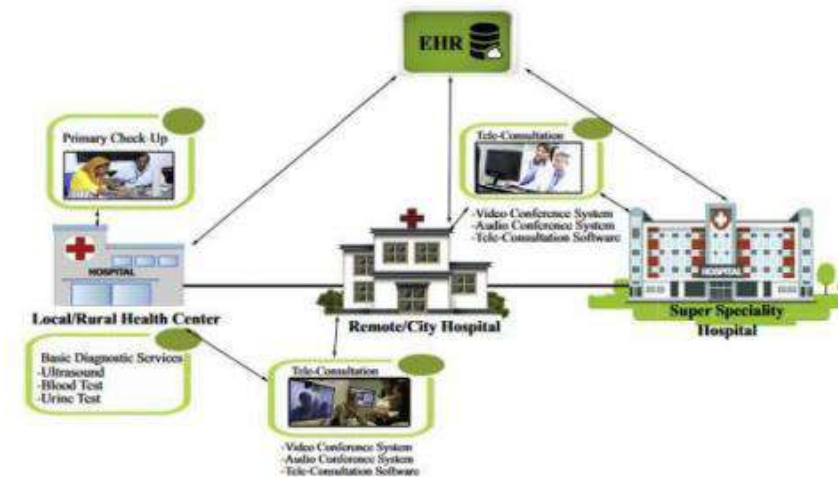 EHR
Primary Check-Up
Tele-Consultation
-Video Conference System
-Audio Conference System
-Tele-Consultation Software
HOSPITAL
HOSPITAL
Local/Rural Health Center
Remote/City Hospital
Super Speciality
Hospital
Basic Diagnostic Services
-Ultrasound
-Blood Test
-Urine Test
Tele-Consultation
-Video Conference System
-Audio Conference System
-Tele-Consultation Software